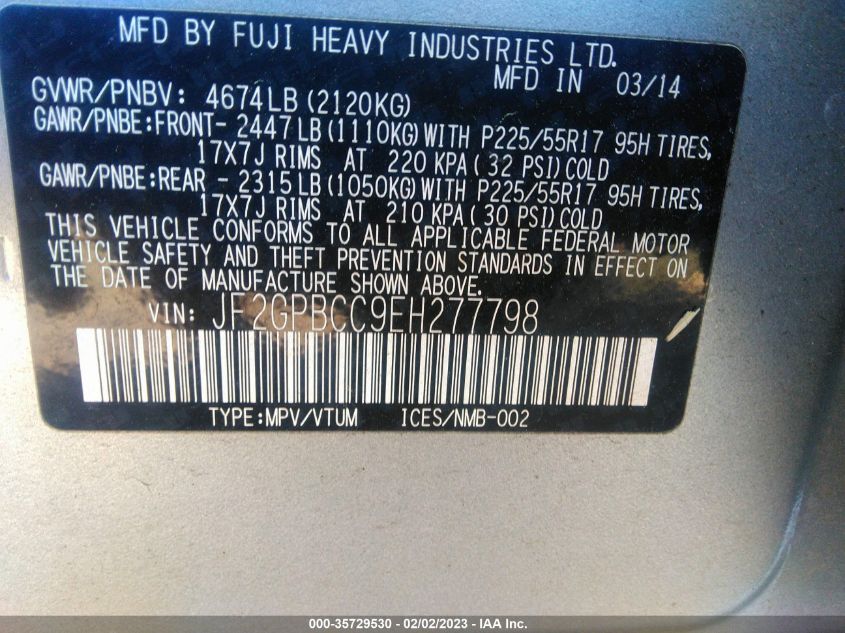 MFD BY FUJI HEAVY INDUSTRIES LTD.
MFD IN 03/14
GVWR/PNBV: 4674LB (2120KG)
GAWR/PNBE:FRONT- 2447LB (1110KG) WITH P225/55R17 95H TIRES,
17X7J RIMS AT 220 KPA (32 PSI) COLD
GAWR/PNBE:REAR - 2315LB (1050KG) WITH P225/55R17 95H TIRES,
17X7J RIMS AT 210 KPA (30 PSI) COLD
THIS VEHICLE CONFORMS TO ALL APPLICABLE FEDERAL MOTOR
VEHICLE SAFETY AND THEFT PREVENTION STANDARDS IN EFFECT ON
THE DATE OF MANUFACTURE SHOWN ABOVE.
VIN: JF2GPBCC9EH277798
TYPE:MPV/VTUM ICES/NMB-002
000-35729530 - 02/02/2023 - IAA Inc.